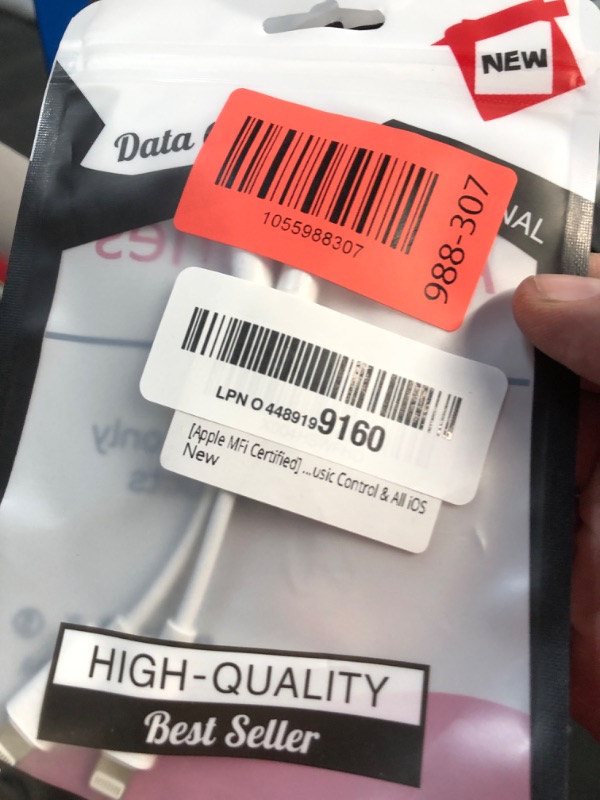 NEW
Data
NAL
1055988307
988-307
LPN O 4489199160
[Apple MFi Certified] ...usic Control & All iOS
New
only
HIGH-QUALITY
Best Seller